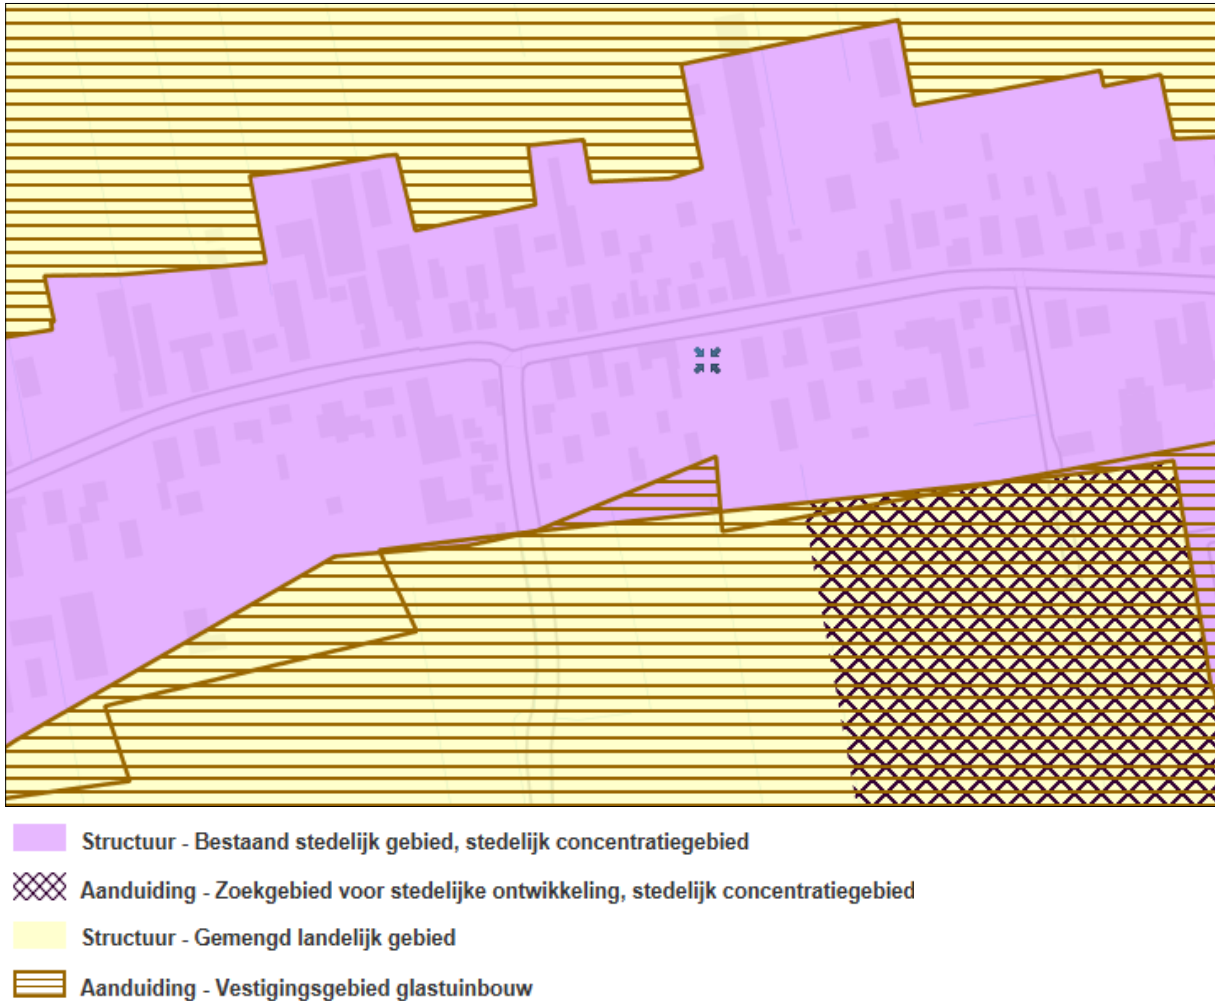 Structuur - Bestaand stedelijk gebied, stedelijk concentratiegebied
Aanduiding - Zoekgebied voor stedelijke ontwikkeling, stedelijk concentratiegebied
Structuur - Gemengd landelijk gebied
Aanduiding - Vestigingsgebied glastuinbouw